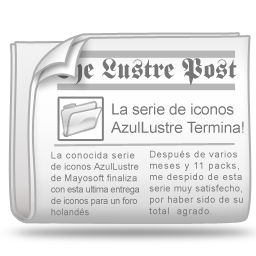 The Lustre Post
La serie de iconos
AzulLustre Termina!
La conocida serie
de iconos AzulLustre
de Mayosoft finaliza
con esta ultima entrega
de iconos para un foro
holandés
Después de varios
meses y 11 packs,
me despido de esta
serie muy satisfecho,
por haber sido de su
total agrado.